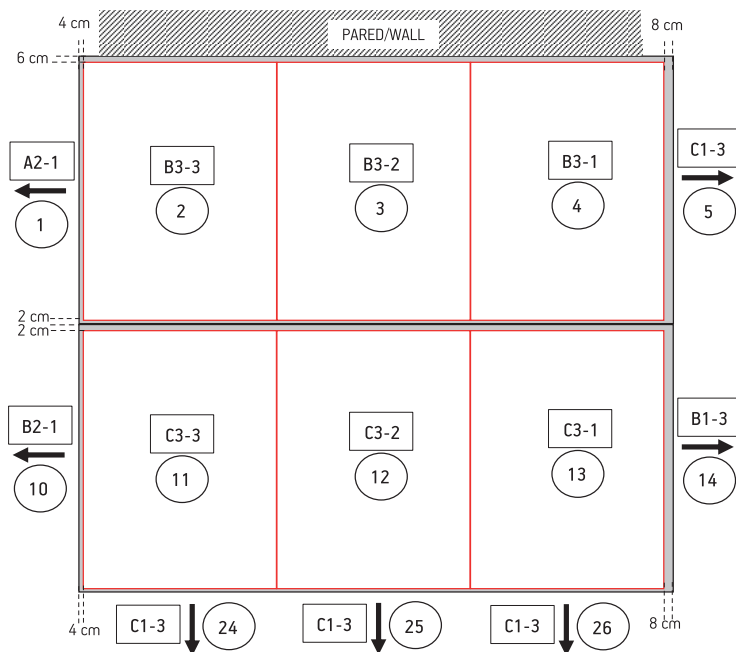 4 cm
8 cm
PARED/WALL
6 cm
A2-1
B3-3
B3-2
B3-1
C1-3
1
2
3
4
5
2 cm
2 cm
B2-1
C3-3
C3-2
C3-1
B1-3
10
11
12
13
14
4 cm
C1-3
24
C1-3
25
C1-3
26
8 cm